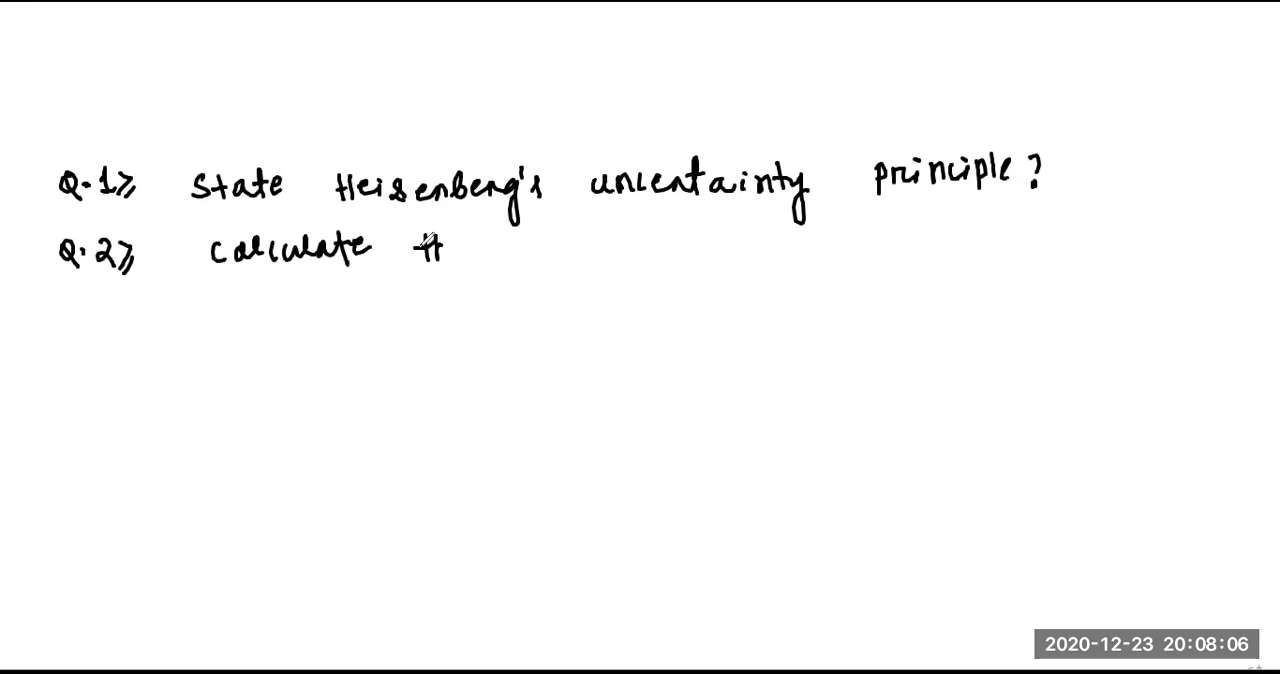 Q.1> State Heisenberg's uncertainty principle?
Q.2> Calculate
2020-12-23 20:08:06